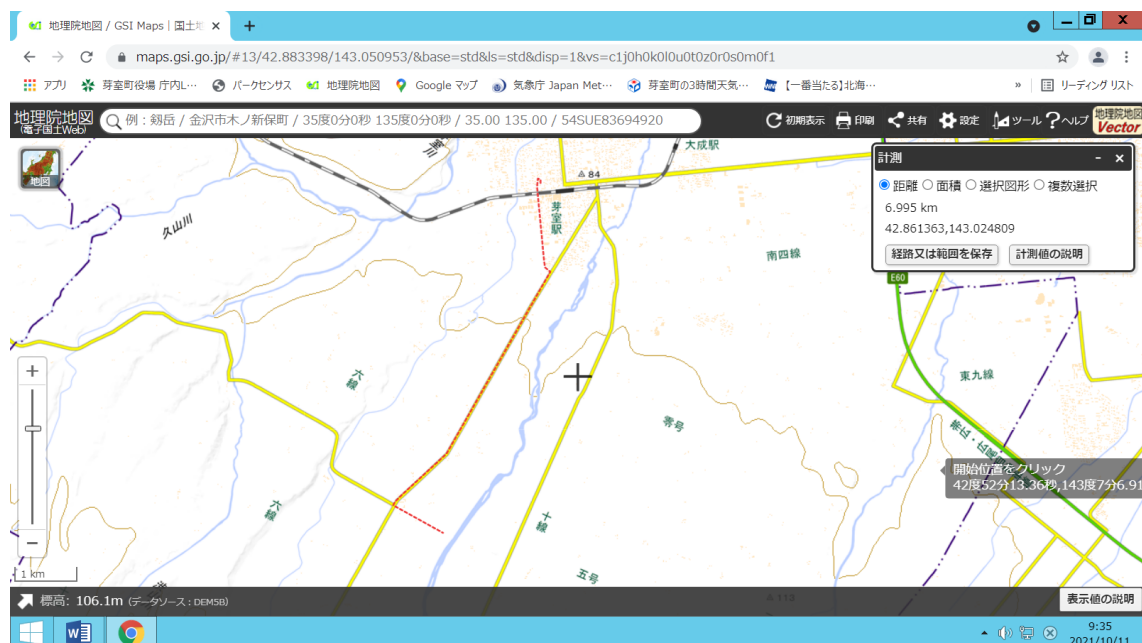 地理院地図 / GSI Maps｜国土地
maps.gsi.go.jp/#13/42.883398/143.050953/&base=std&ls=std&disp=1&vs=c1j0h0k0l0u0t0z0r0s0m0f1
アプリ 芽室町役場 庁内L… パークセンサス 地理院地図 Google マップ 気象庁 Japan Met… 芽室町の3時間天気… 【一番当たる】北海… » リーディング リスト
地理院地図
(電子国土Web)
例：剱岳 / 金沢市木ノ新保町 / 35度0分0秒 135度0分0秒 / 35.00 135.00 / 54SUE83694920
初期表示 印刷 共有 設定 ツール ヘルプ
地理院地図
Vector
地図
計測 - ×
距離 面積 選択図形 複数選択
6.995 km
42.861363,143.024809
経路又は範囲を保存 計測値の説明
大成駅
84
芽室駅
久山川
南四線
E60
六線
東九線
零号
帯広・広尾
開始位置をクリック
42度52分13.36秒,143度7分6.91
六線
十線
五号
113
1 km
標高: 106.1m (データソース：DEM5B)
表示値の説明
9:35
2021/10/11